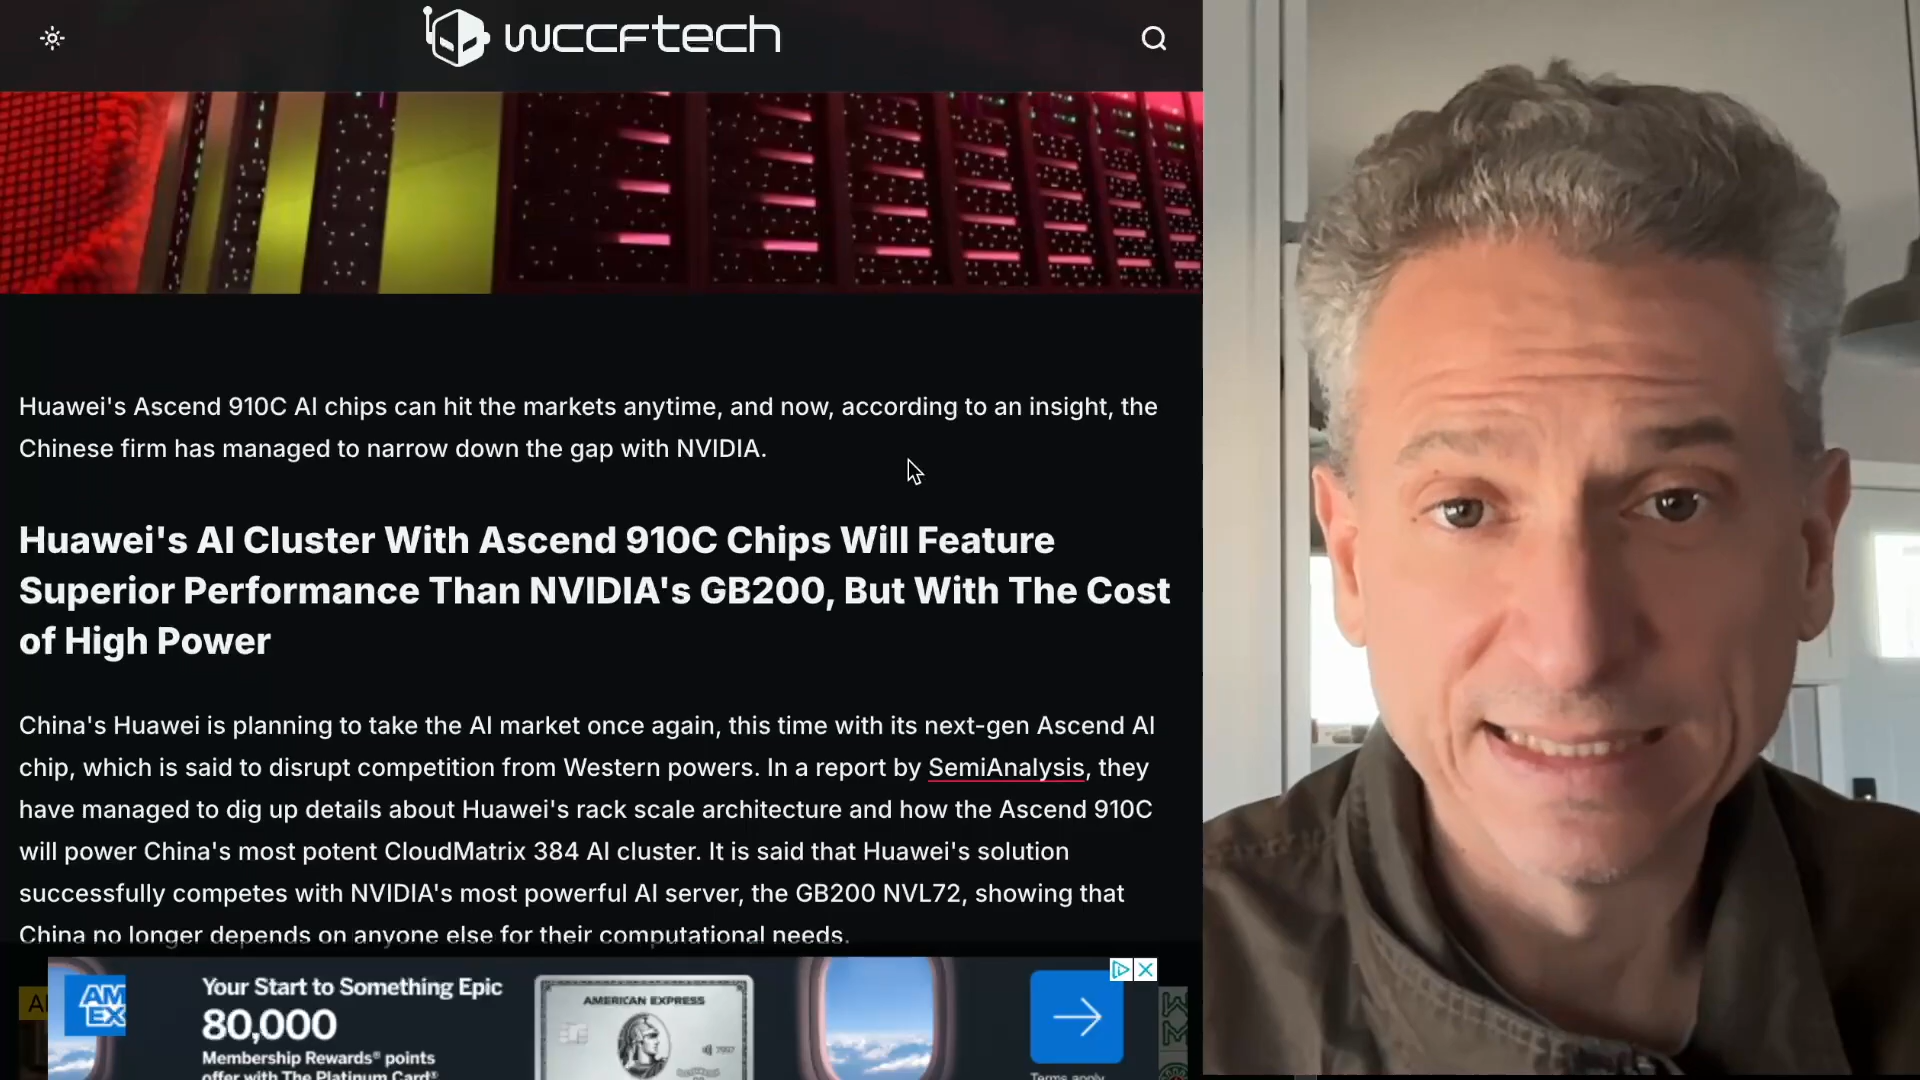 wccftech
Huawei's Ascend 910C AI chips can hit the markets anytime, and now, according to an insight, the
Chinese firm has managed to narrow down the gap with NVIDIA.
Huawei's AI Cluster With Ascend 910C Chips Will Feature
Superior Performance Than NVIDIA's GB200, But With The Cost
of High Power
China's Huawei is planning to take the AI market once again, this time with its next-gen Ascend AI
chip, which is said to disrupt competition from Western powers. In a report by SemiAnalysis, they
have managed to dig up details about Huawei's rack scale architecture and how the Ascend 910C
will power China's most potent CloudMatrix 384 AI cluster. It is said that Huawei's solution
successfully competes with NVIDIA's most powerful AI server, the GB200 NVL72, showing that
China no longer depends on anyone else for their computational needs.
AM
EX
Your Start to Something Epic
80,000
Membership Rewards® points
offer with The Platinum Card®
AMERICAN EXPRESS
7997
Terms apply